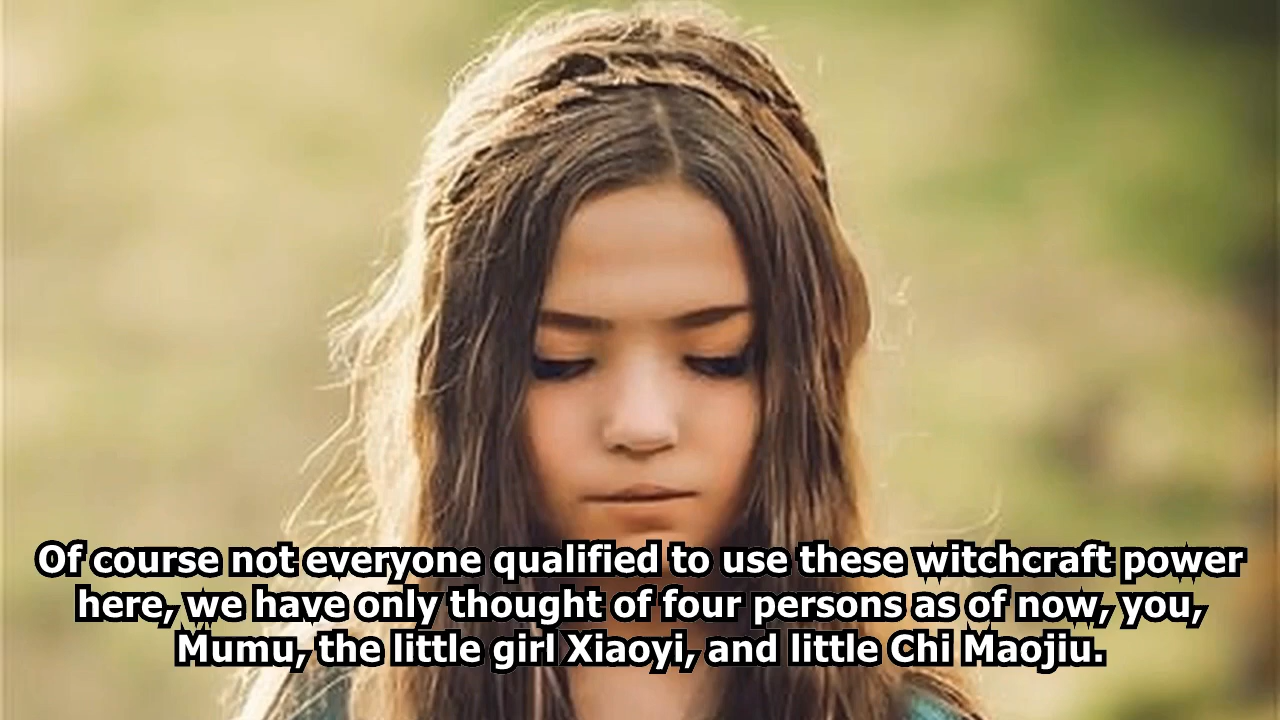 Of course not everyone qualified to use these witchcraft power
here, we have only thought of four persons as of now, you,
Mumu, the little girl Xiaoyi, and little Chi Maojiu.